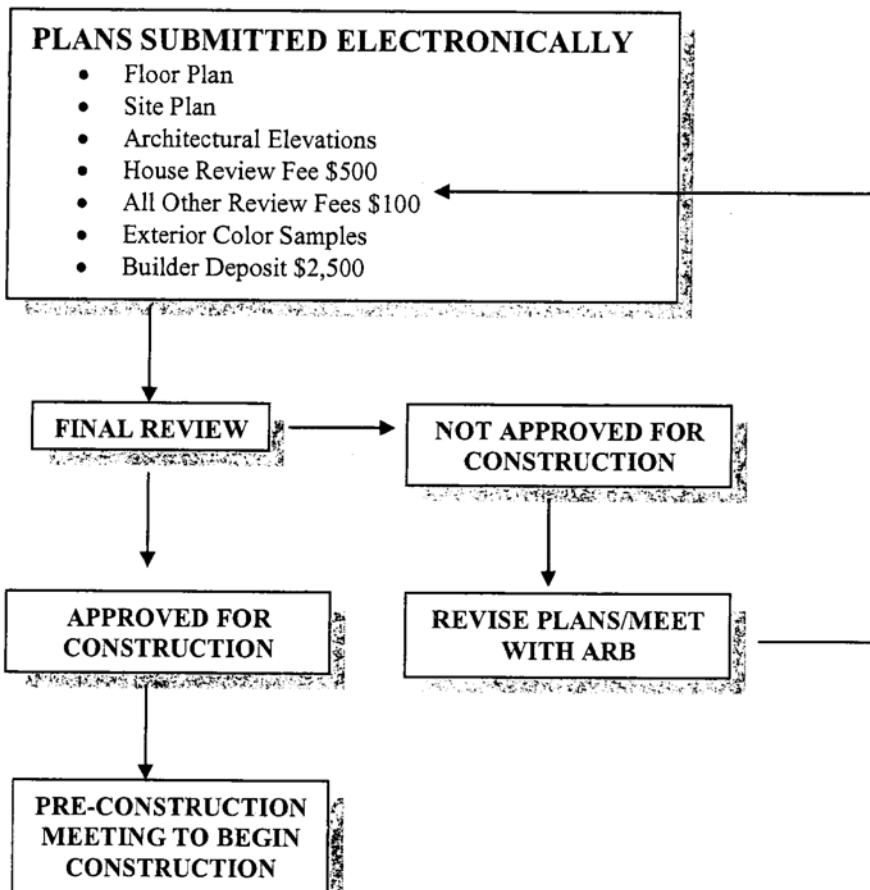 PLANS SUBMITTED ELECTRONICALLY
• Floor Plan
• Site Plan
• Architectural Elevations
• House Review Fee $500
• All Other Review Fees $100
• Exterior Color Samples
• Builder Deposit $2,500
FINAL REVIEW
NOT APPROVED FOR
CONSTRUCTION
APPROVED FOR
CONSTRUCTION
REVISE PLANS/MEET
WITH ARB
PRE-CONSTRUCTION
MEETING TO BEGIN
CONSTRUCTION